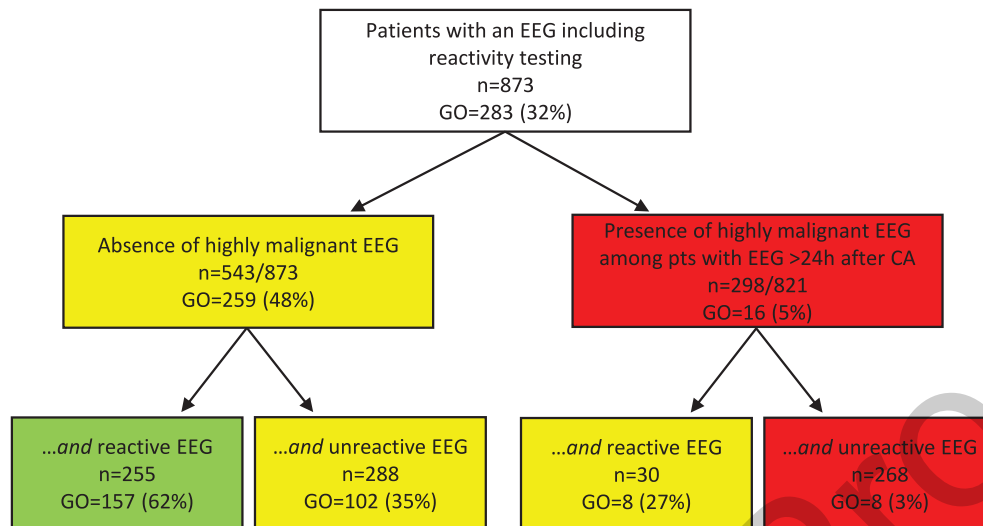 Patients with an EEG including
reactivity testing
n=873
GO=283 (32%)
Absence of highly malignant EEG
n=543/873
GO=259 (48%)
Presence of highly malignant EEG
among pts with EEG >24h after CA
n=298/821
GO=16 (5%)
...and reactive EEG
n=255
GO=157 (62%)
...and unreactive EEG
n=288
GO=102 (35%)
...and reactive EEG
n=30
GO=8 (27%)
...and unreactive EEG
n=268
GO=8 (3%)